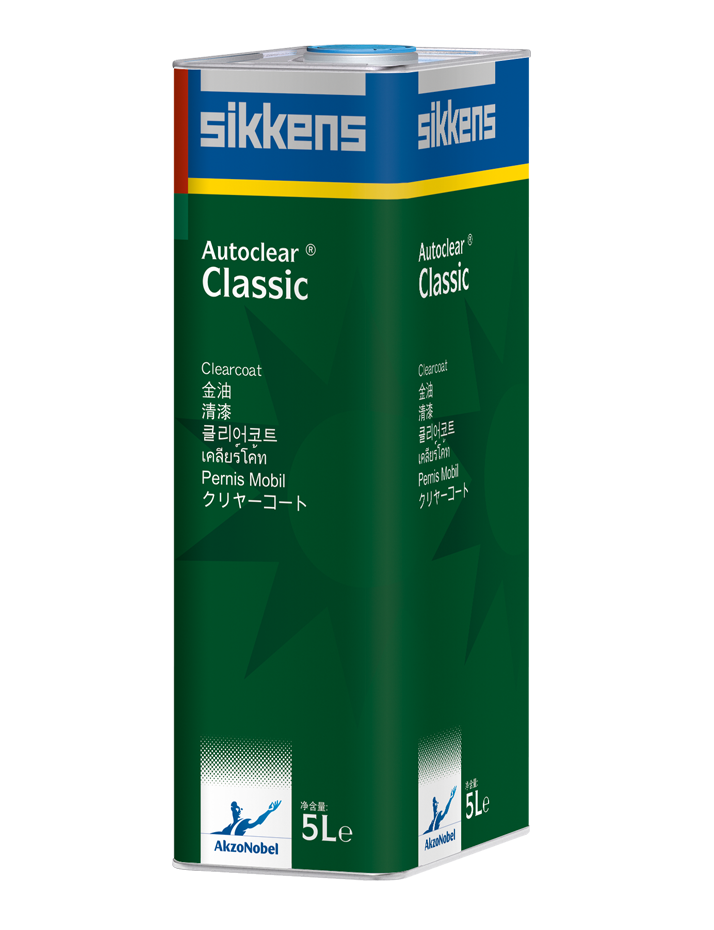 sikkens
Autoclear ®
Classic
Clearcoat
金油
清漆
클리어코트
เคลียร์โค้ท
Pernis Mobil
クリヤーコート
AkzoNobel
净含量:
5L℮
sikkens
Autoclear ®
Classic
Clearcoat
金油
清漆
클리어코트
เคลียร์โค้ท
Pernis Mobil
クリヤーコート
AkzoNobel
净含量:
5L℮